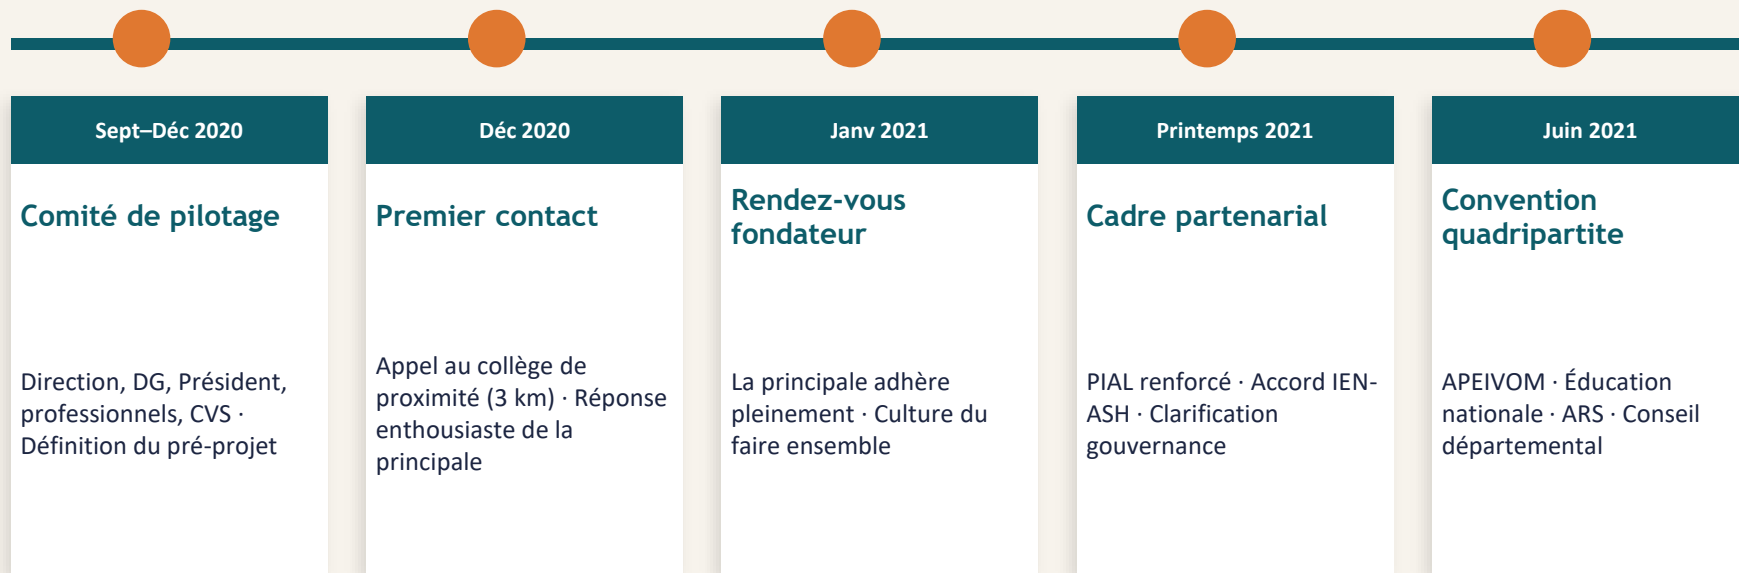 Sept–Déc 2020
Comité de pilotage
Direction, DG, Président,
professionnels, CVS ·
Définition du pré-projet
Déc 2020
Premier contact
Appel au collège de
proximité (3 km) · Réponse
enthousiaste de la
principale
Janv 2021
Rendez-vous
fondateur
La principale adhère
pleinement · Culture du
faire ensemble
Printemps 2021
Cadre partenarial
PIAL renforcé · Accord IEN-
ASH · Clarification
gouvernance
Juin 2021
Convention
quadripartite
APEIVOM · Éducation
nationale · ARS · Conseil
départemental